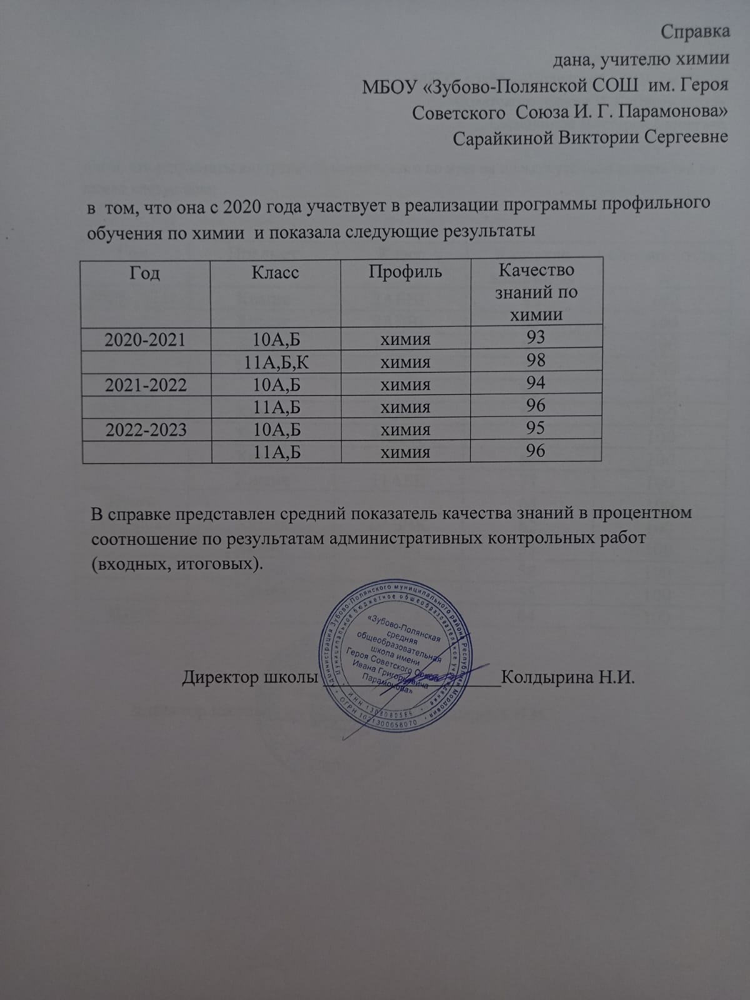 Справка
дана, учителю химии
МБОУ «Зубово-Полянской СОШ им. Героя
Советского Союза И. Г. Парамонова»
Сарайкиной Виктории Сергеевне
в том, что она с 2020 года участвует в реализации программы профильного
обучения по химии и показала следующие результаты
Год Класс Профиль Качество
знаний по
химии
2020-2021 10А,Б химия 93
11А,Б,К химия 98
2021-2022 10А,Б химия 94
11А,Б химия 96
2022-2023 10А,Б химия 95
11А,Б химия 96
В справке представлен средний показатель качества знаний в процентном
соотношение по результатам административных контрольных работ
(входных, итоговых).
Директор школы Колдырина Н.И.
Администрация Зубово-Полянского муниципального района Республики Мордовия
Муниципальное бюджетное общеобразовательное учреждение
«Зубово-Полянская
средняя
общеобразовательная
школа имени
Героя Советского Союза
Ивана Григорьевича
Парамонова»
ИНН 1308080586
ОГРН 1021300658070